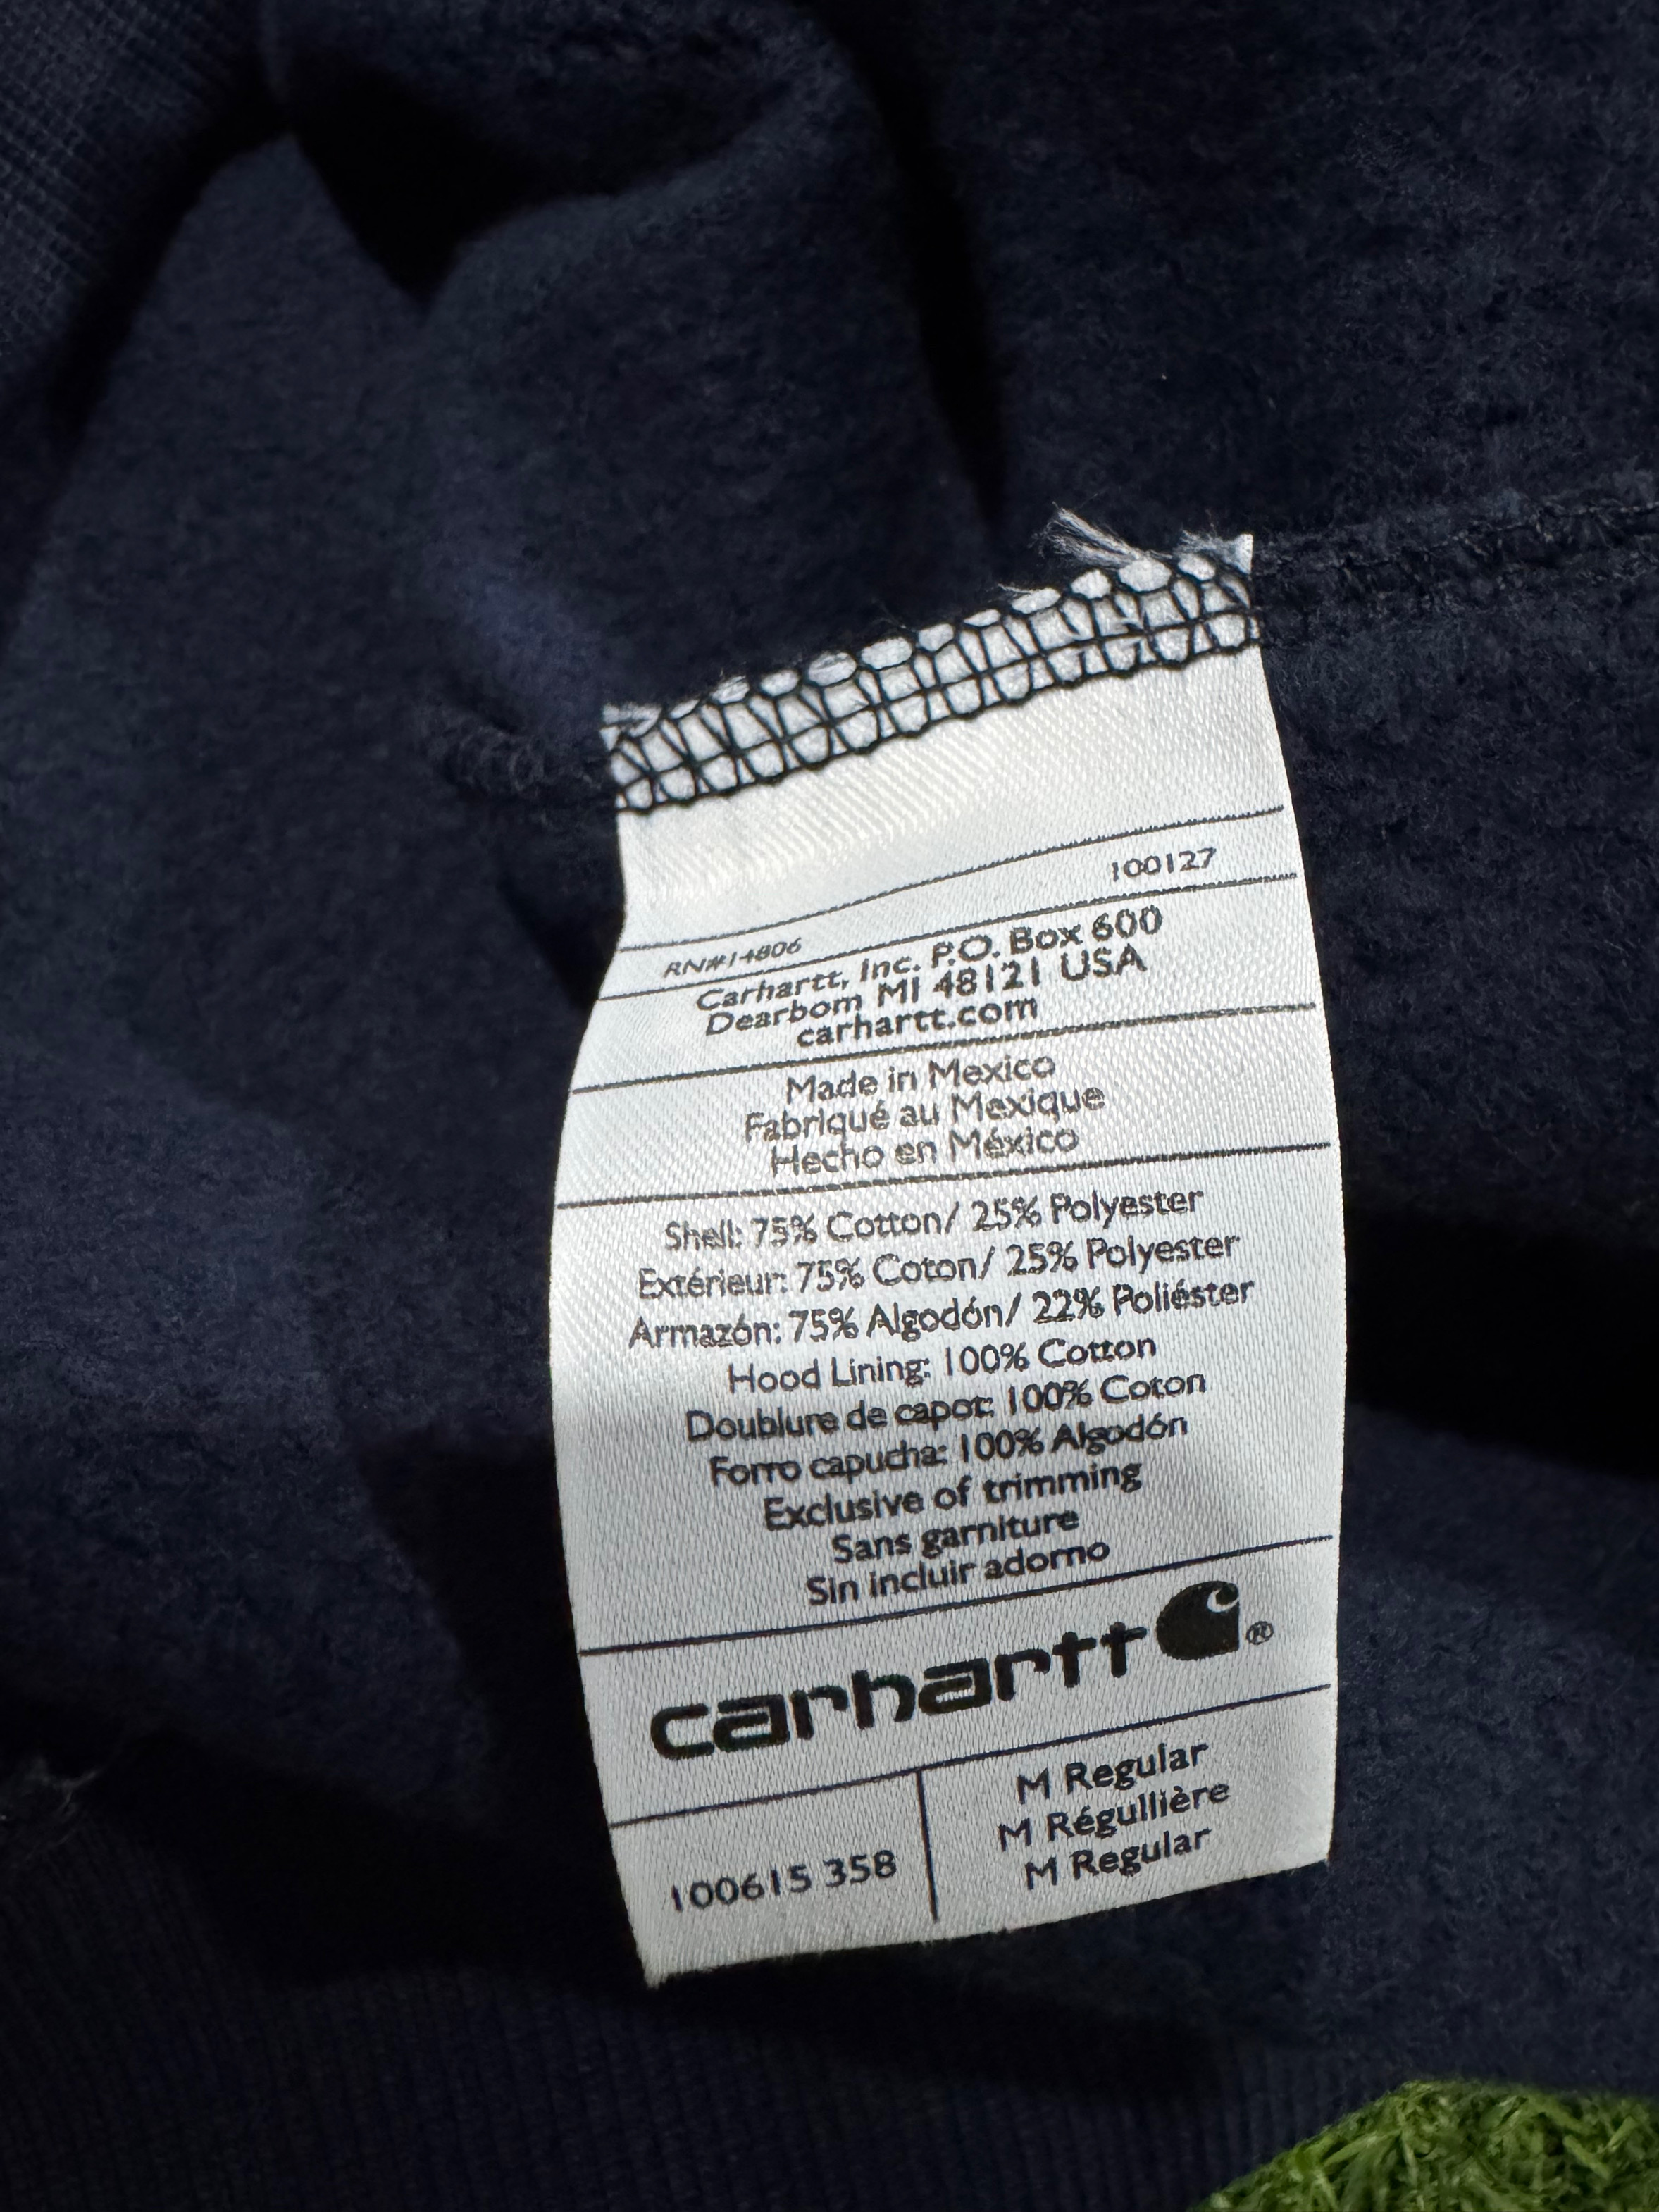 RN#14806 100127
Carhartt, Inc. P.O. Box 600
Dearborn MI 48121 USA
carhartt.com
Made in Mexico
Fabriqué au Mexique
Hecho en México
Shell: 75% Cotton/ 25% Polyester
Extérieur: 75% Coton/ 25% Polyester
Armazón: 75% Algodón/ 22% Poliéster
Hood Lining: 100% Cotton
Doublure de capot: 100% Coton
Forro capucha: 100% Algodón
Exclusive of trimming
Sans garniture
Sin incluir adorno
carhartt®
100615 358
M Regular
M Régullière
M Regular